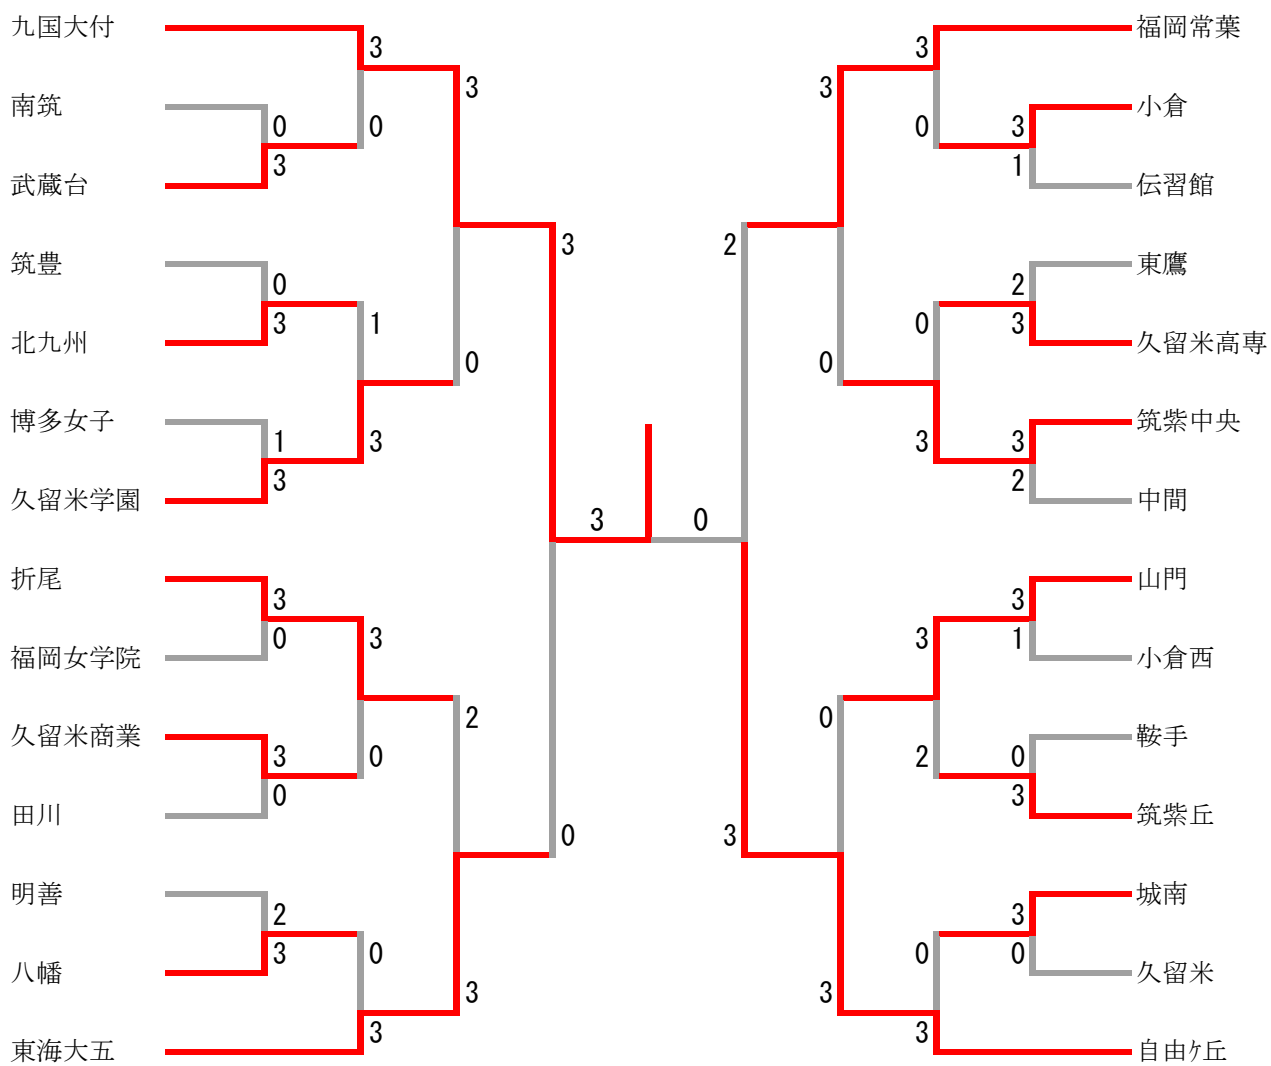 九国大付
南筑
武蔵台
筑豊
北九州
博多女子
久留米学園
折尾
福岡女学院
久留米商業
田川
明善
八幡
東海大五
3
0
0
3
0
3
1
1
3
3
3
0
3
3
0
0
2
3
0
3
3
0
2
3
3
0
3
0
2
3
3
0
0
3
3
0
0
3
3
2
0
3
3
1
2
3
3
2
3
1
0
3
3
0
福岡常葉
小倉
伝習館
東鷹
久留米高専
筑紫中央
中間
山門
小倉西
鞍手
筑紫丘
城南
久留米
自由ケ丘